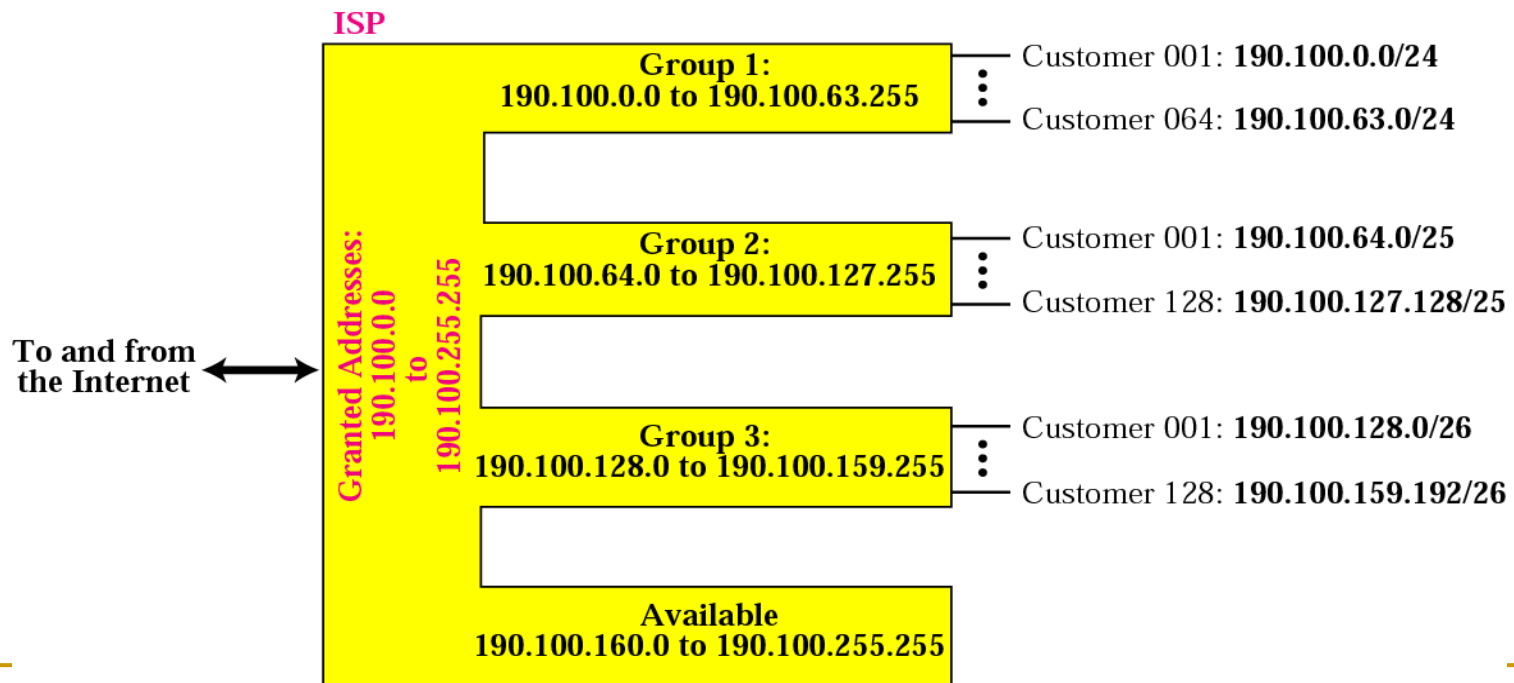 ISP
Group 1:
190.100.0.0 to 190.100.63.255
Customer 001: 190.100.0.0/24
Customer 064: 190.100.63.0/24
Group 2:
190.100.64.0 to 190.100.127.255
Customer 001: 190.100.64.0/25
Customer 128: 190.100.127.128/25
Granted Addresses:
190.100.0.0
to
190.100.255.255
To and from
the Internet
Group 3:
190.100.128.0 to 190.100.159.255
Customer 001: 190.100.128.0/26
Customer 128: 190.100.159.192/26
Available
190.100.160.0 to 190.100.255.255